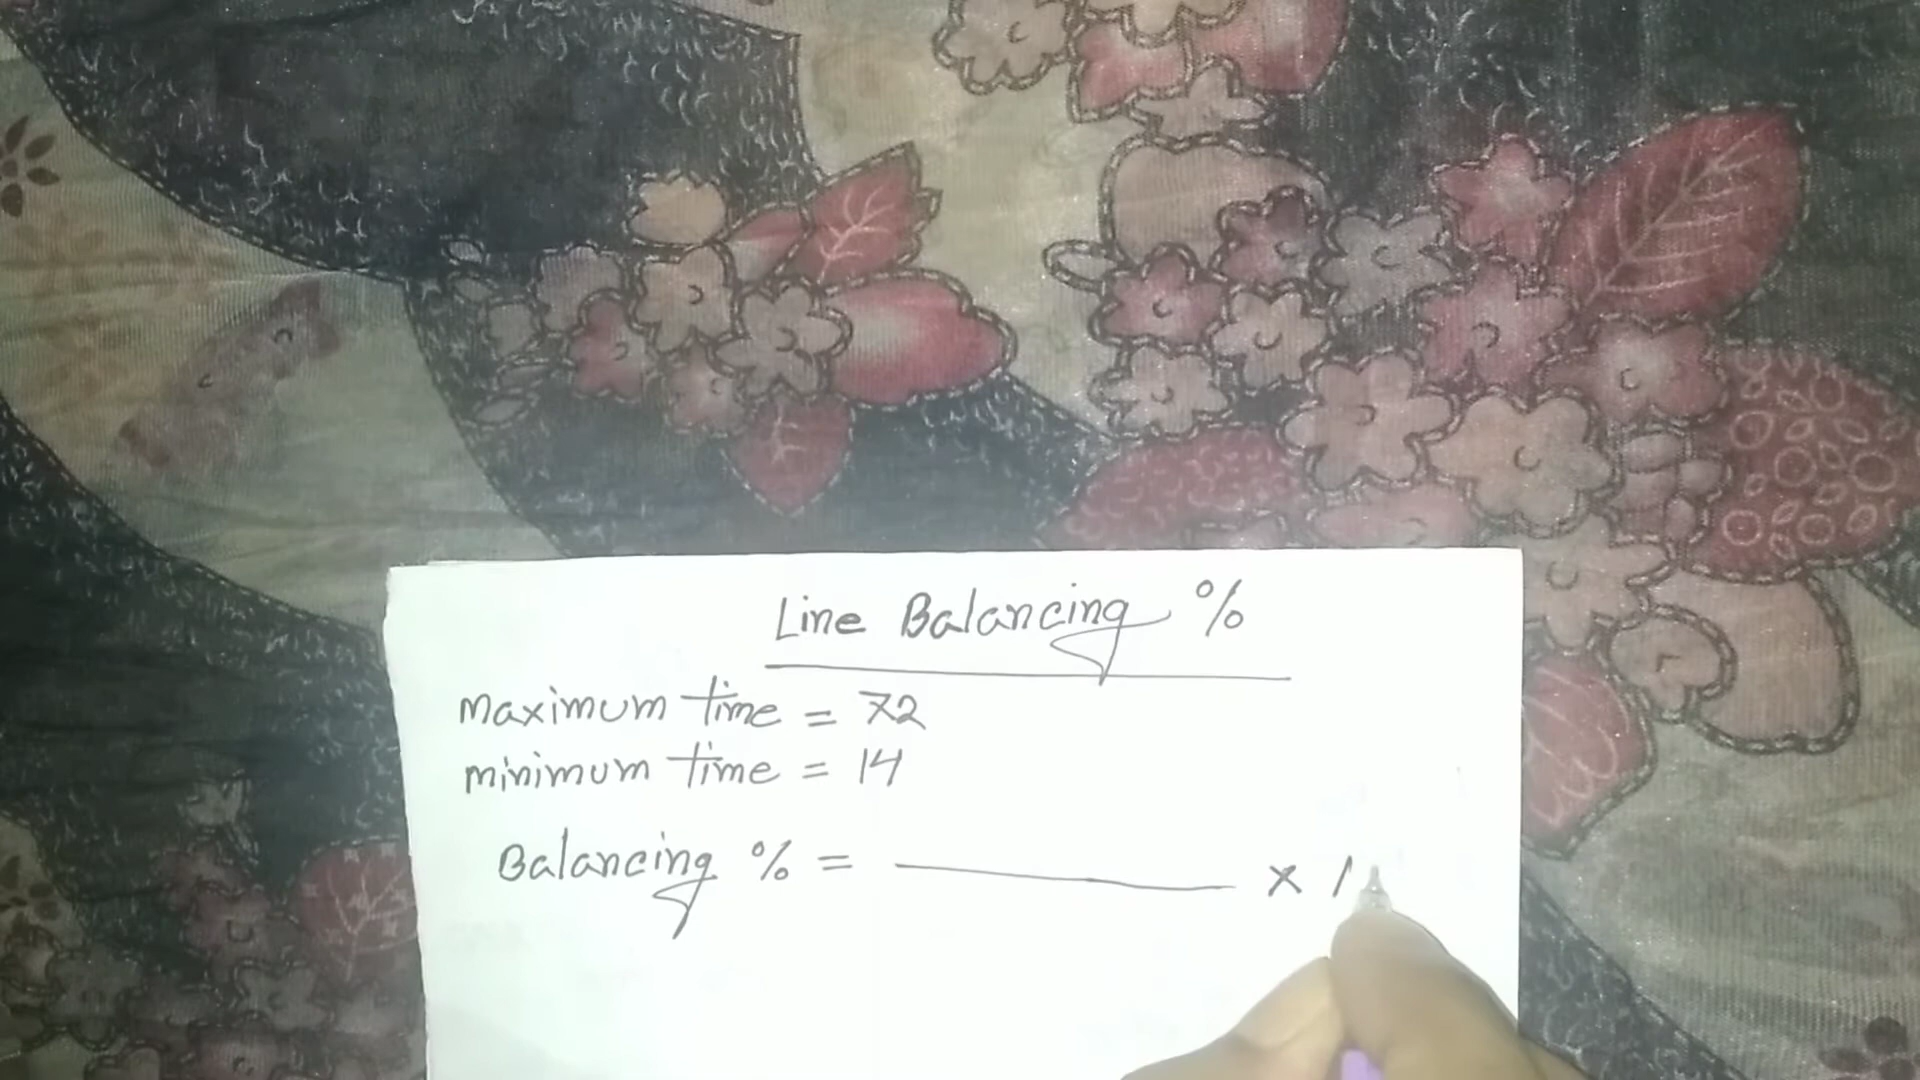 Line Balancing %
maximum time = 72
minimum time = 14
Balancing % = × 1